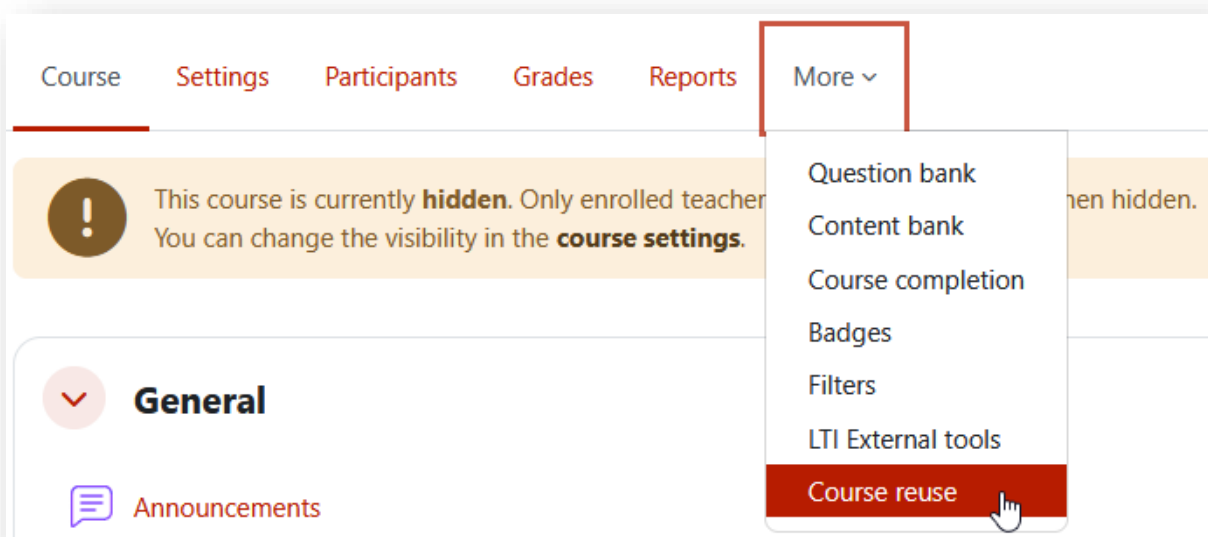 Course Settings Participants Grades Reports More
This course is currently hidden. Only enrolled teacher
hen hidden.
You can change the visibility in the course settings.
Question bank
Content bank
Course completion
Badges
Filters
LTI External tools
Course reuse
General
Announcements